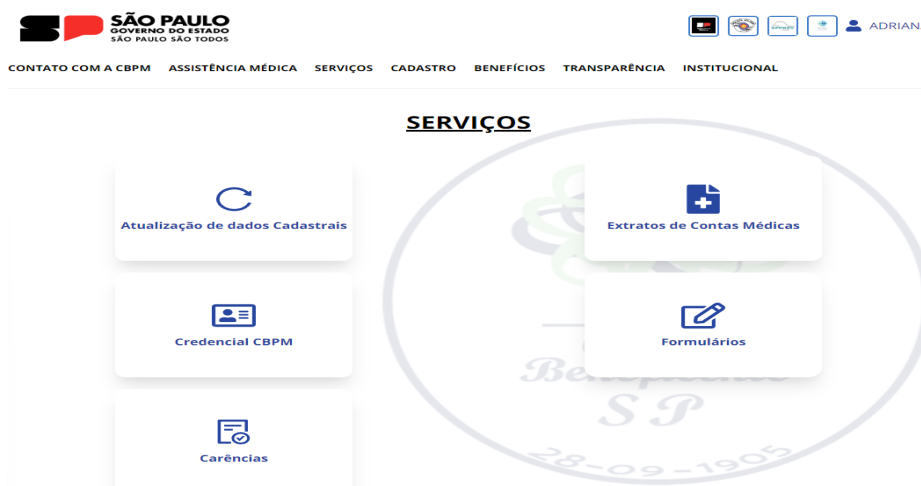 SÃO PAULO
GOVERNO DO ESTADO
SÃO PAULO SÃO TODOS
CONTATO COM A CBPM ASSISTÊNCIA MÉDICA SERVIÇOS CADASTRO BENEFÍCIOS TRANSPARÊNCIA INSTITUCIONAL
SERVIÇOS
Atualização de dados Cadastrais
Extratos de Contas Médicas
Credencial CBPM
Formulários
Carências
SP
28-09-1905